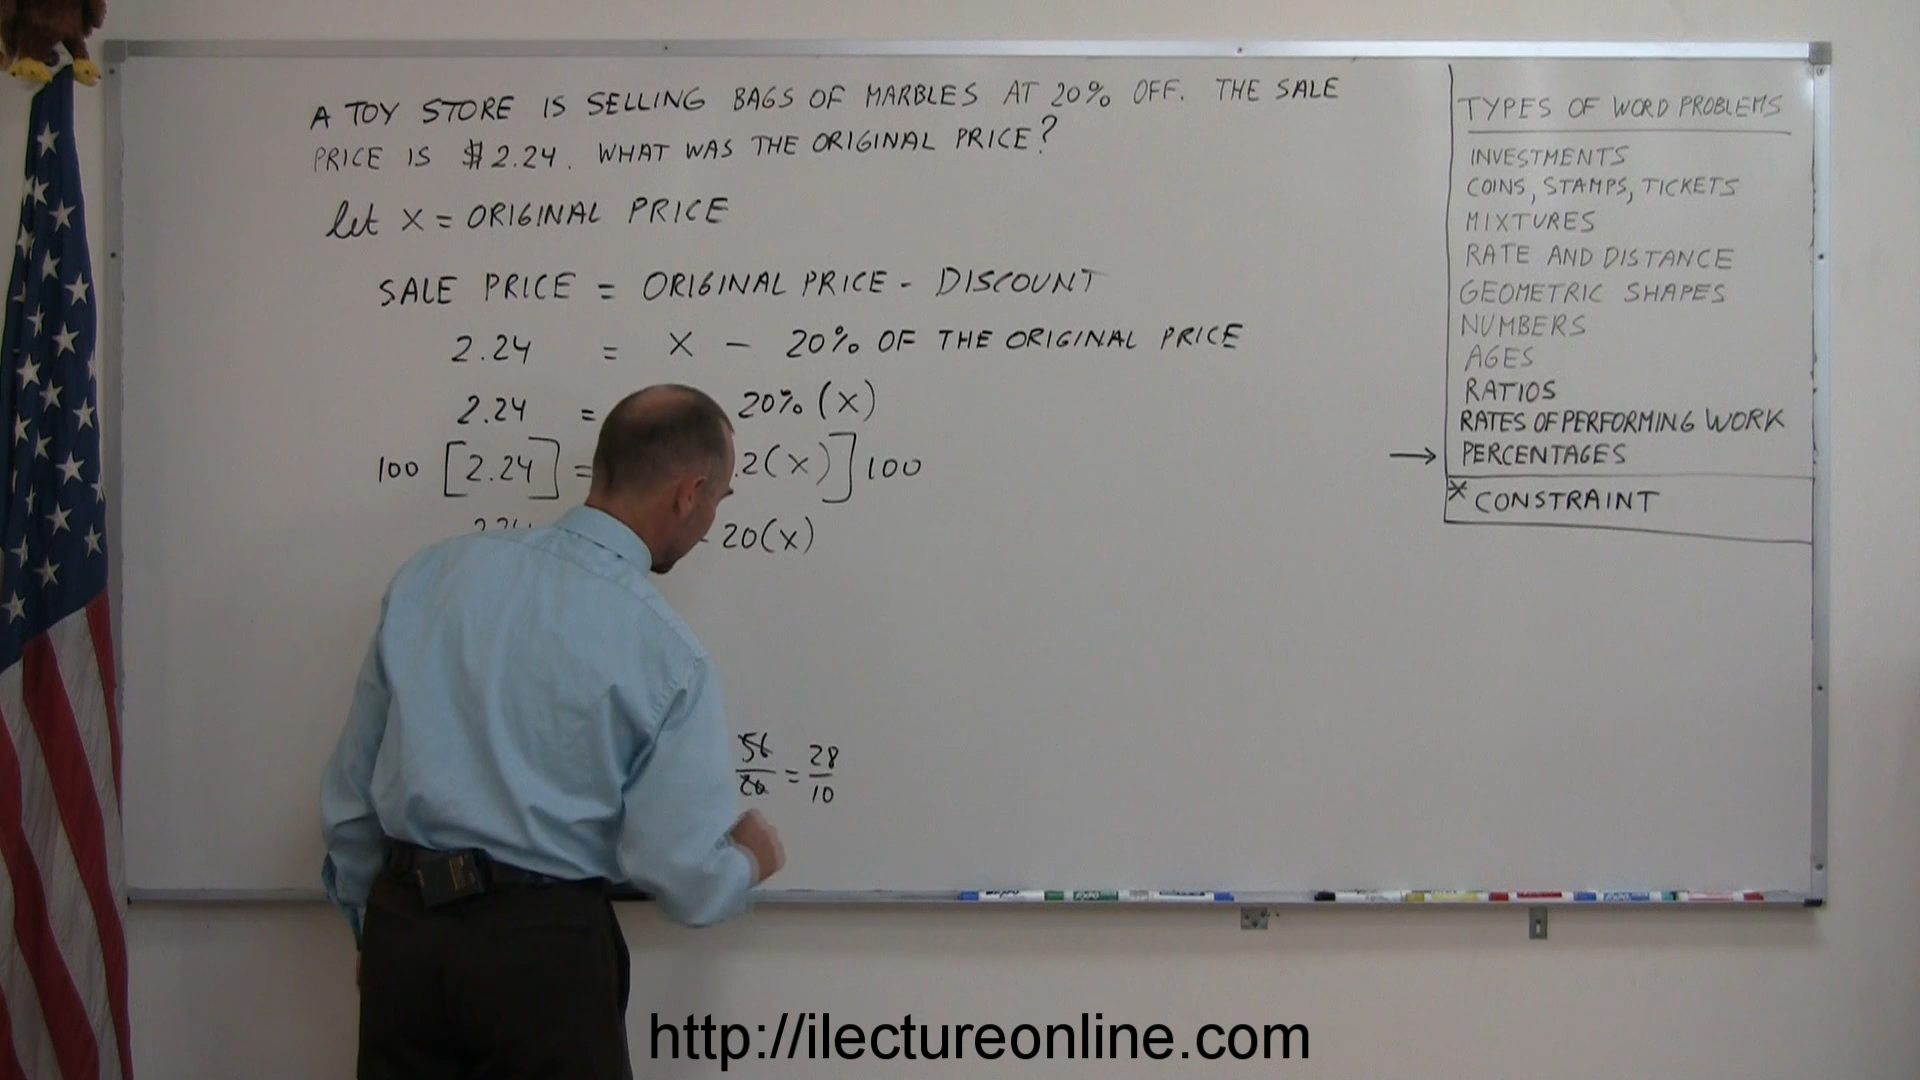 A TOY STORE IS SELLING BAGS OF MARBLES AT 20% OFF. THE SALE
PRICE IS $2.24. WHAT WAS THE ORIGINAL PRICE?
let X = ORIGINAL PRICE
SALE PRICE = ORIGINAL PRICE - DISCOUNT
2.24 = X - 20% OF THE ORIGINAL PRICE
2.24 = 20% (X)
100 [2.24] = .2(X)] 100
- 20(X)
56/20 = 28/10
TYPES OF WORD PROBLEMS
INVESTMENTS
COINS, STAMPS, TICKETS
MIXTURES
RATE AND DISTANCE
GEOMETRIC SHAPES
NUMBERS
AGES
RATIOS
RATES OF PERFORMING WORK
→ PERCENTAGES
* CONSTRAINT
http://ilectureonline.com